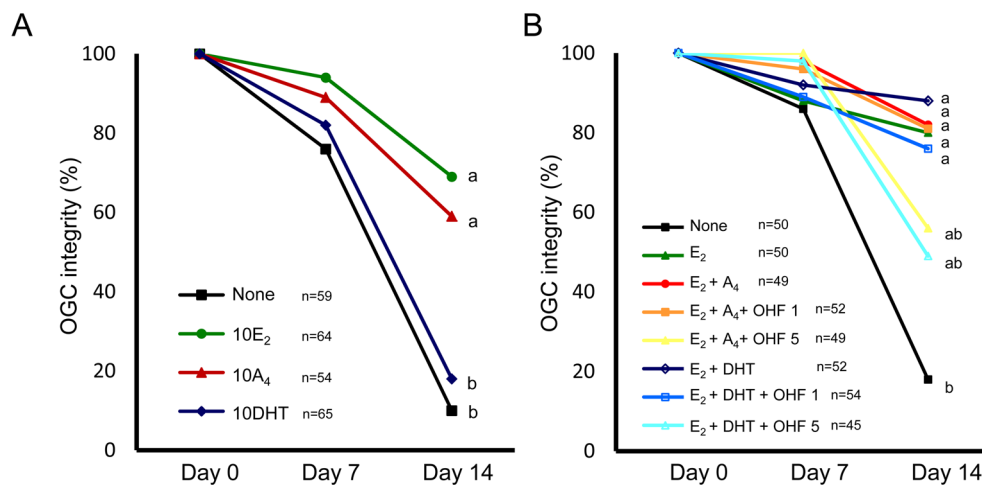 A
OGC integrity (%)
100
80
60
40
20
0
Day 0 Day 7 Day 14
None n=59
10E₂ n=64
10A₄ n=54
10DHT n=65
a
a
b
b
B
OGC integrity (%)
100
80
60
40
20
0
Day 0 Day 7 Day 14
None n=50
E₂ n=50
E₂ + A₄ n=49
E₂ + A₄+ OHF 1 n=52
E₂ + A₄+ OHF 5 n=49
E₂ + DHT n=52
E₂ + DHT + OHF 1 n=54
E₂ + DHT + OHF 5 n=45
a
a
a
a
a
ab
ab
b